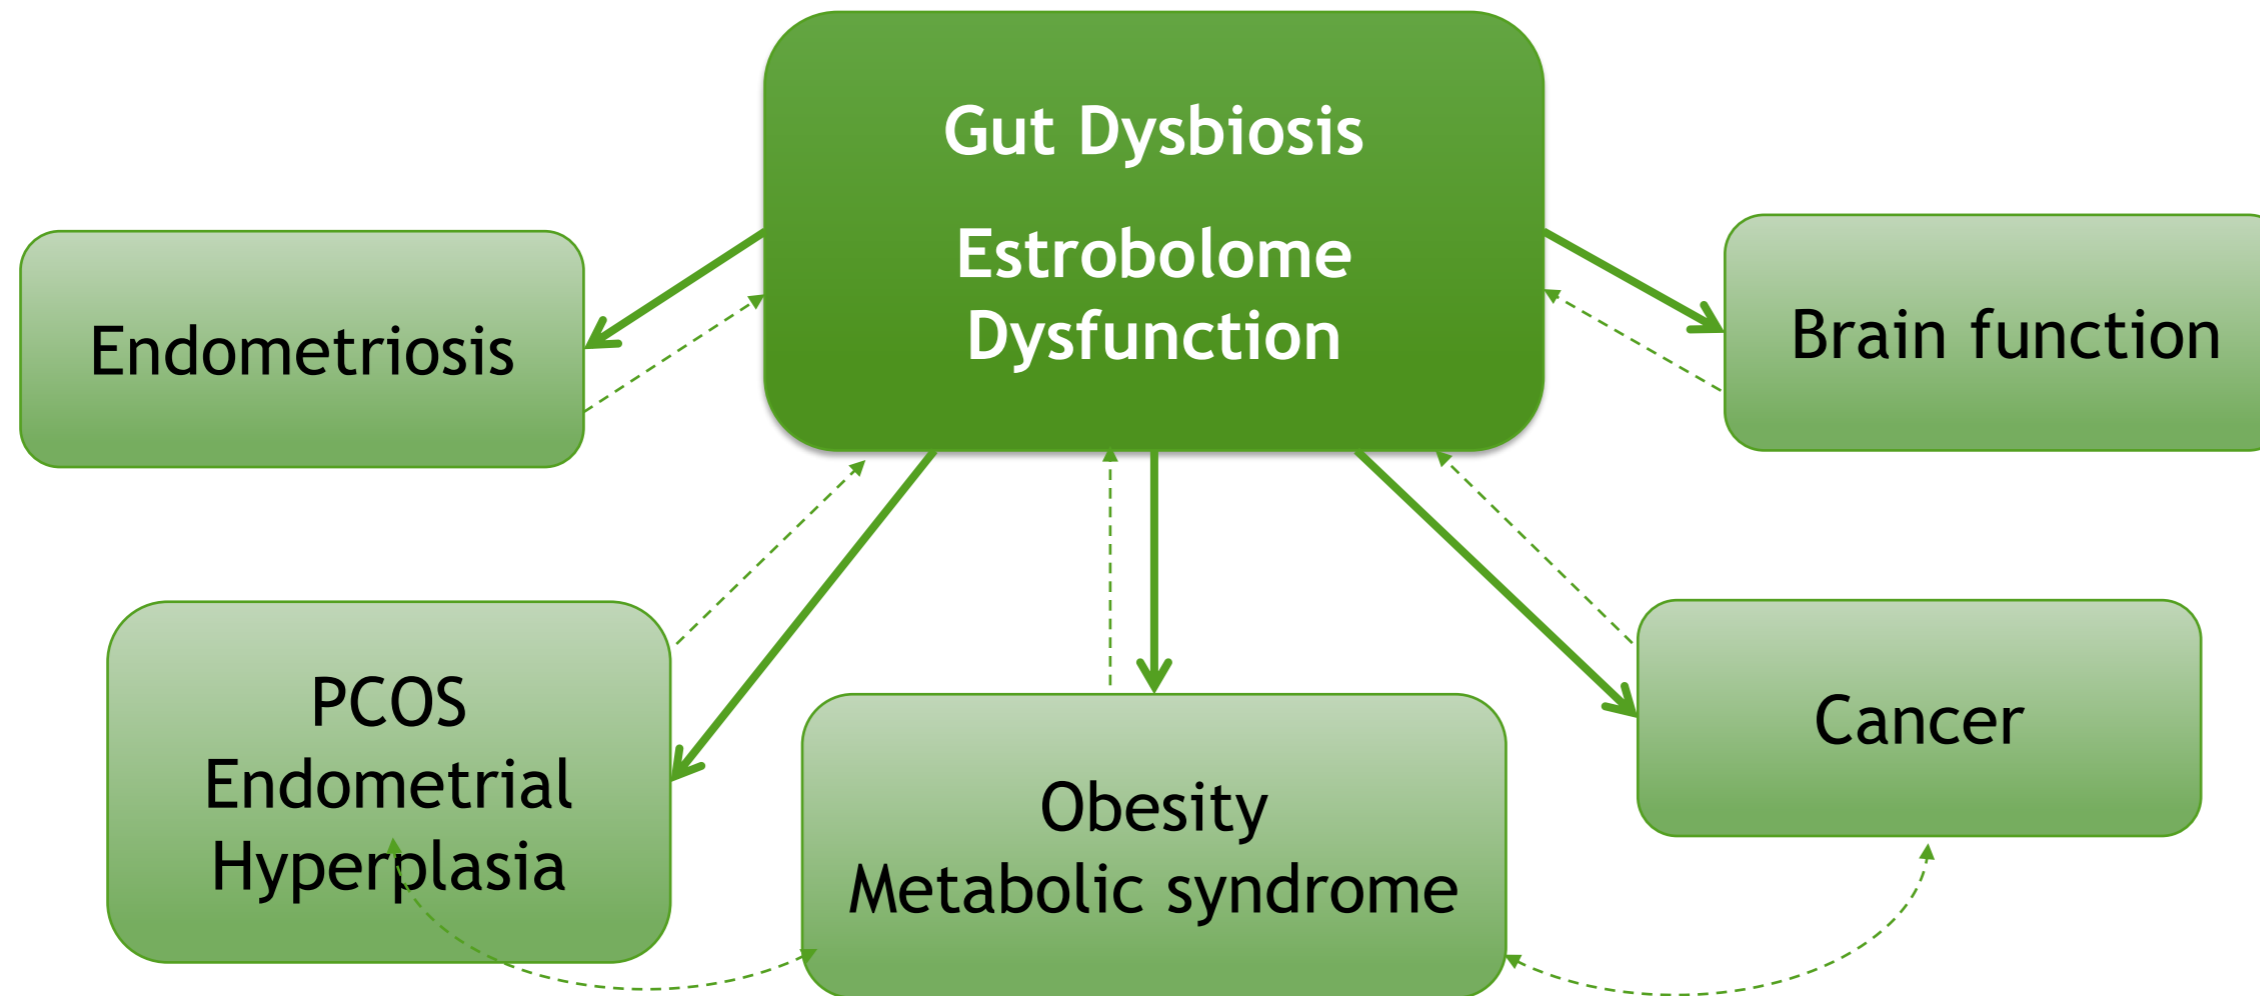 Gut Dysbiosis
Estrobolome
Dysfunction
Endometriosis
Brain function
PCOS
Endometrial
Hyperplasia
Obesity
Metabolic syndrome
Cancer